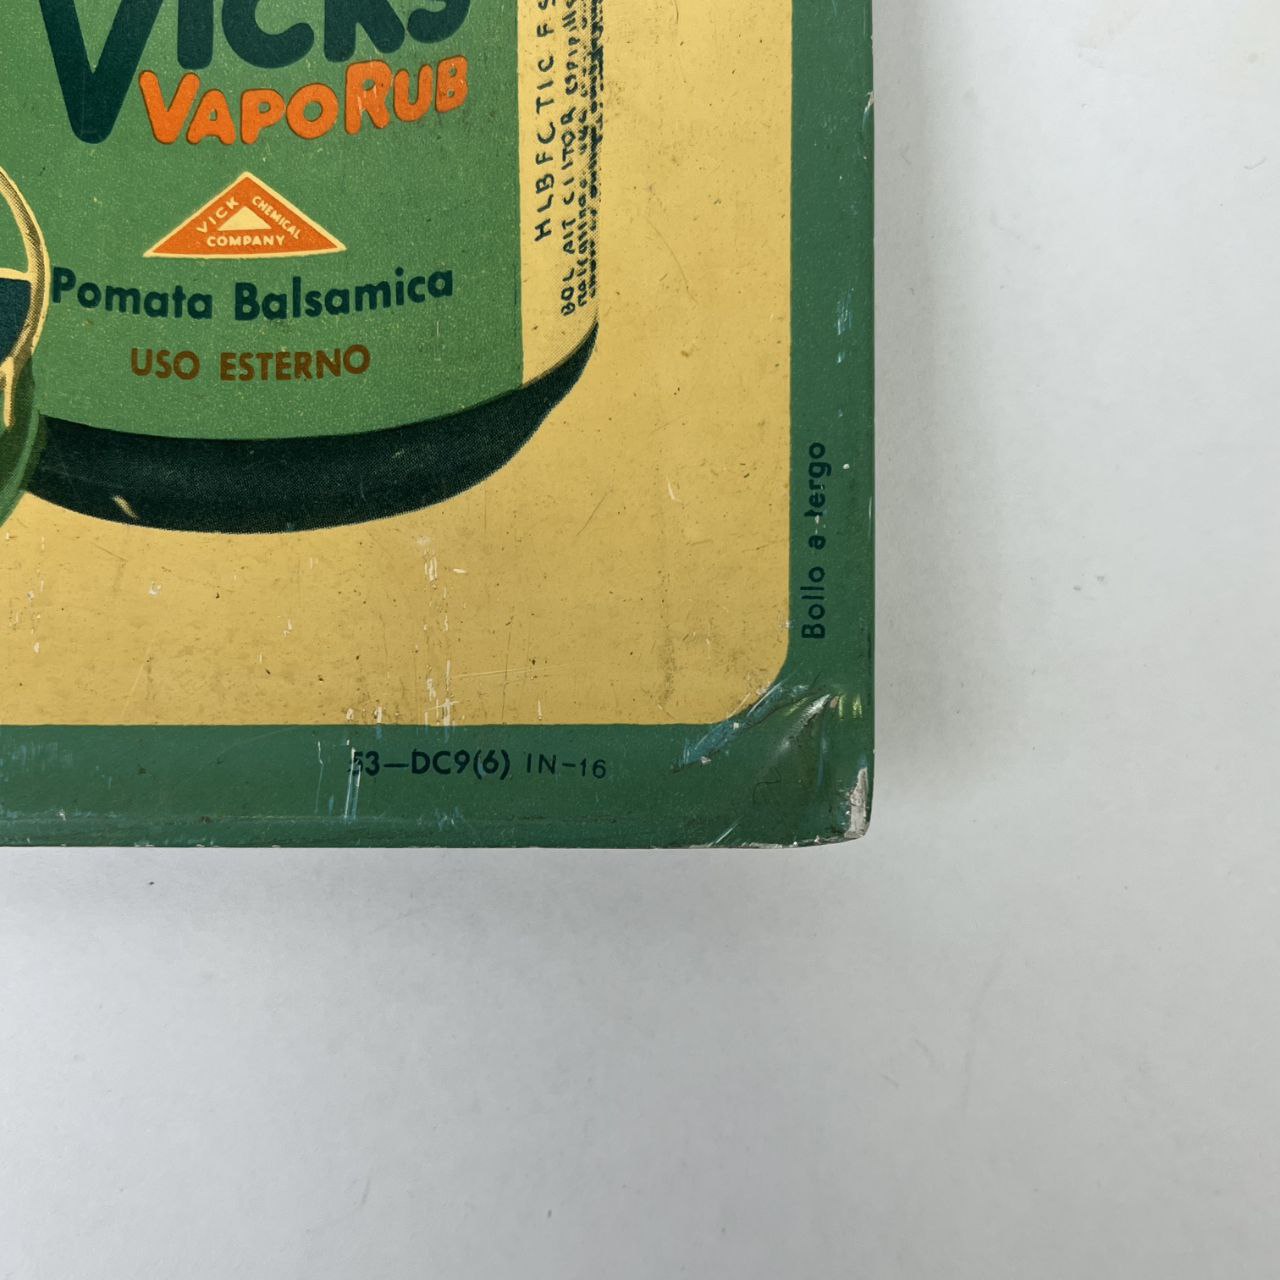 VICKS
VAPORUB
VICK CHEMICAL
COMPANY
Pomata Balsamica
USO ESTERNO
Bollo a tergo
53-DC9(6) IN-16